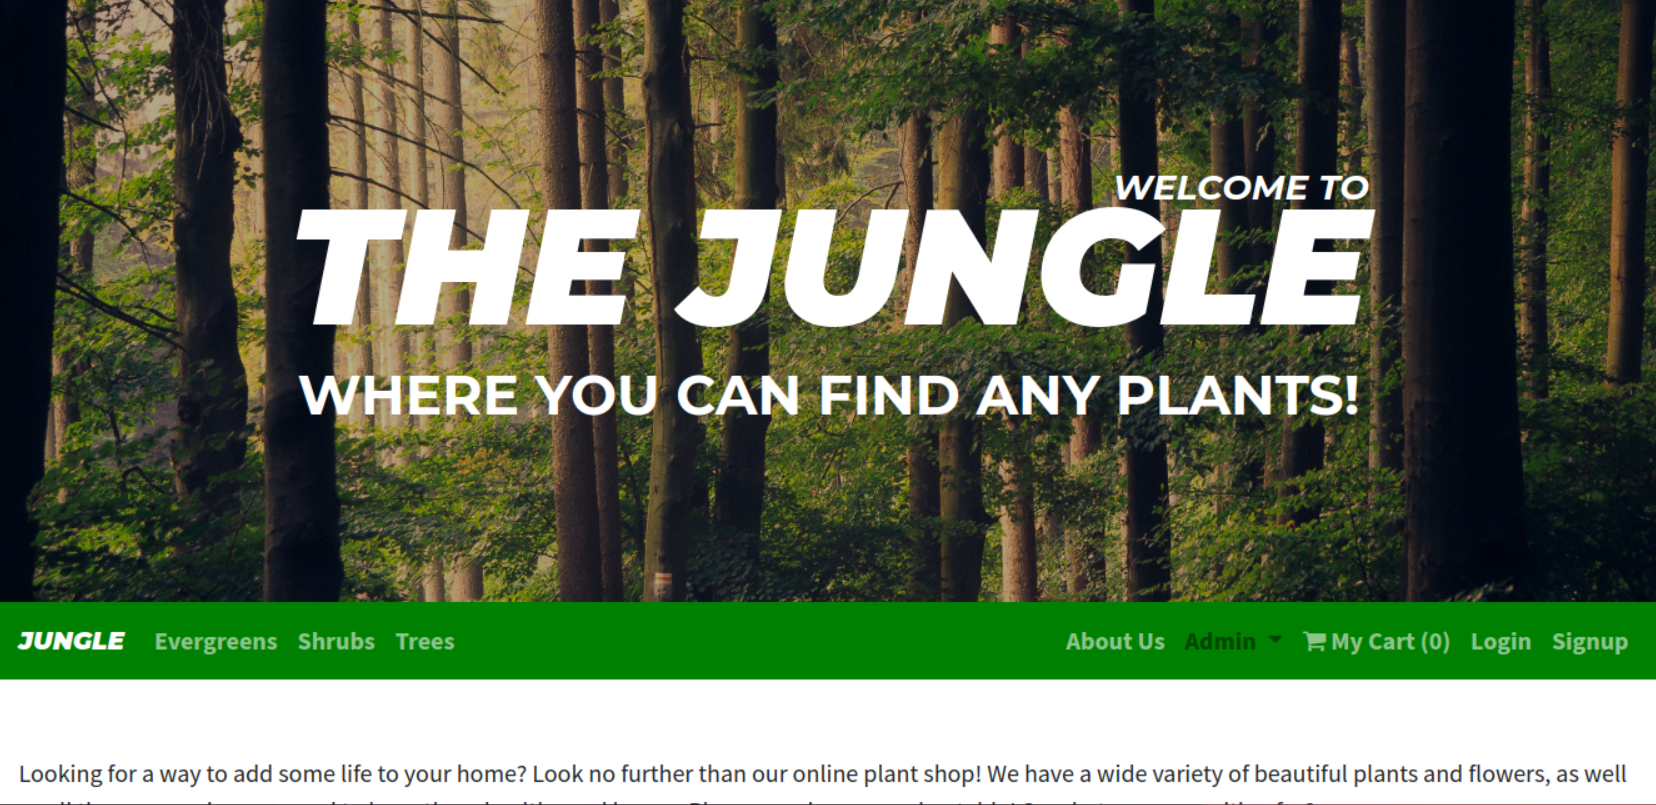 WELCOME TO
THE JUNGLE
WHERE YOU CAN FIND ANY PLANTS!
JUNGLE Evergreens Shrubs Trees About Us Admin My Cart (0) Login Signup
Looking for a way to add some life to your home? Look no further than our online plant shop! We have a wide variety of beautiful plants and flowers, as well